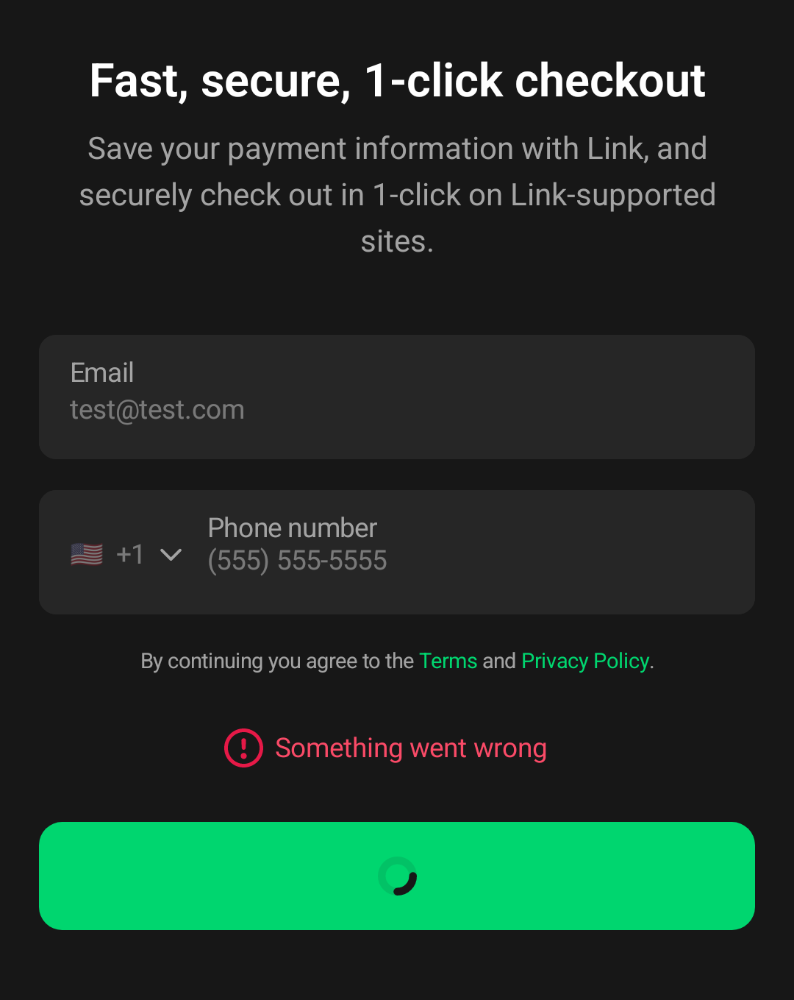 Fast, secure, 1-click checkout
Save your payment information with Link, and
securely check out in 1-click on Link-supported
sites.
Email
test@test.com
Phone number
+1 (555) 555-5555
By continuing you agree to the Terms and Privacy Policy.
Something went wrong